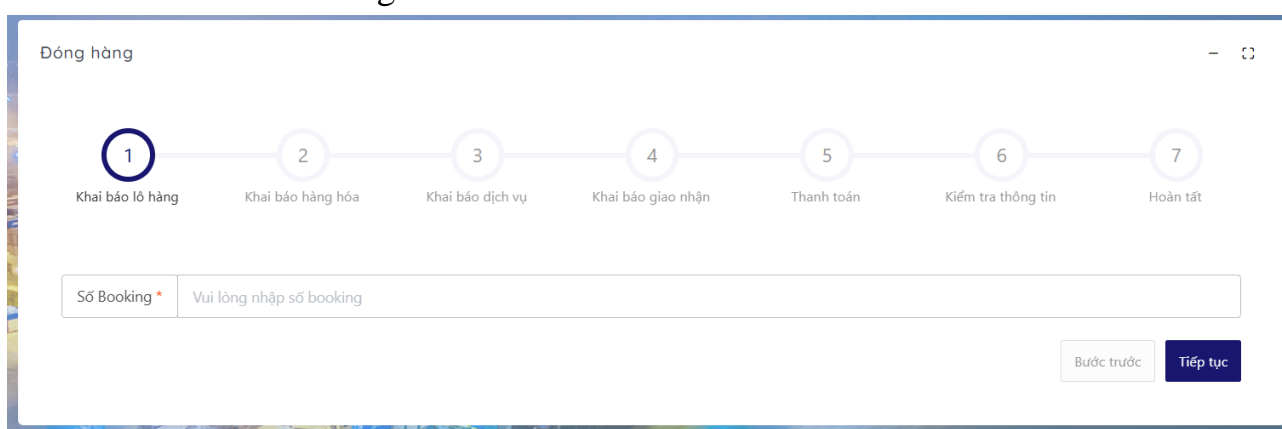 Đóng hàng
1 2 3 4 5 6 7
Khai báo lô hàng Khai báo hàng hóa Khai báo dịch vụ Khai báo giao nhận Thanh toán Kiểm tra thông tin Hoàn tất
Số Booking * Vui lòng nhập số booking
Bước trước Tiếp tục